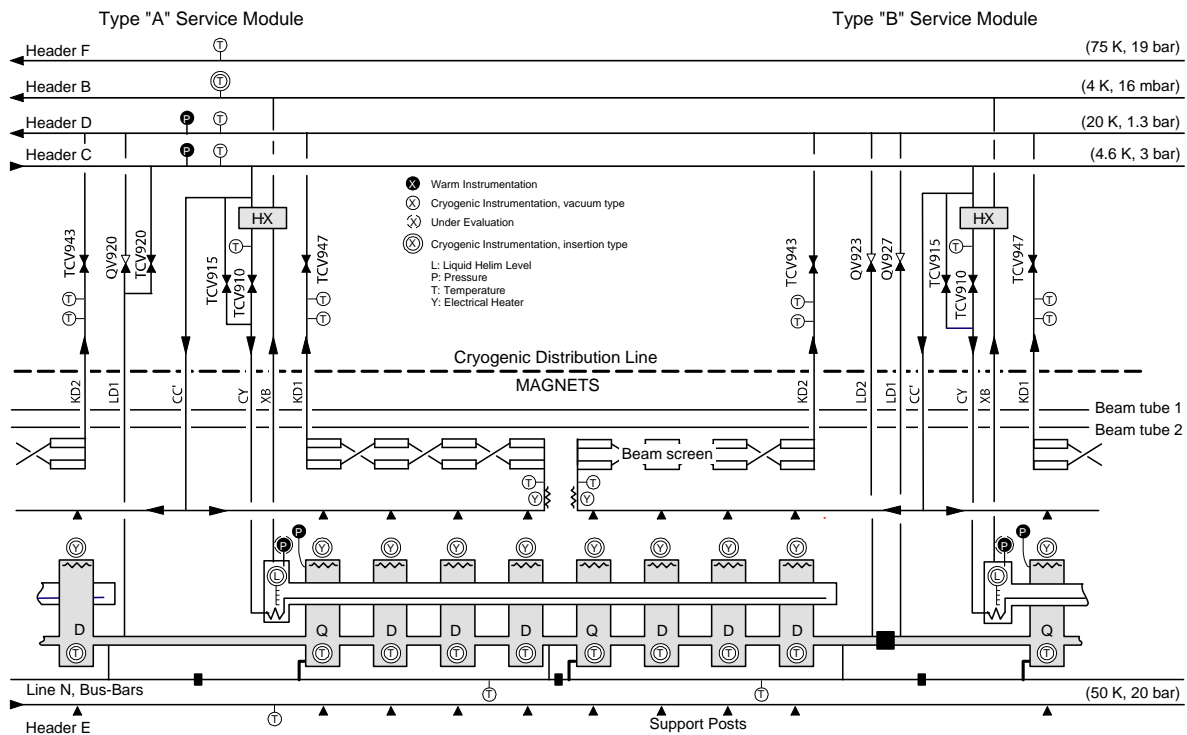 Type "A" Service Module
Type "B" Service Module
Header F
T
(75 K, 19 bar)
Header B
T
(4 K, 16 mbar)
Header D
P
T
(20 K, 1.3 bar)
Header C
P
T
(4.6 K, 3 bar)
X Warm Instrumentation
X Cryogenic Instrumentation, vacuum type
X Under Evaluation
X Cryogenic Instrumentation, insertion type
L: Liquid Helim Level
P: Pressure
T: Temperature
Y: Electrical Heater
TCV943
QV920
TCV920
TCV915
TCV910
HX
TCV947
TCV943
QV923
QV927
TCV915
TCV910
HX
TCV947
T
T
T
T
T
T
T
T
T
T
Cryogenic Distribution Line
MAGNETS
KD2
LD1
CC'
CY
XB
KD1
KD2
LD2
LD1
CC'
CY
XB
KD1
Beam tube 1
Beam tube 2
Beam screen
T
T
Y
Y
Y
P
P
Y
Y
Y
Y
Y
Y
Y
Y
P
P
Y
L
L
D
Q
D
D
D
Q
D
D
D
Q
T
T
T
T
T
T
T
T
T
T
Line N, Bus-Bars
T
T
(50 K, 20 bar)
Header E
T
Support Posts